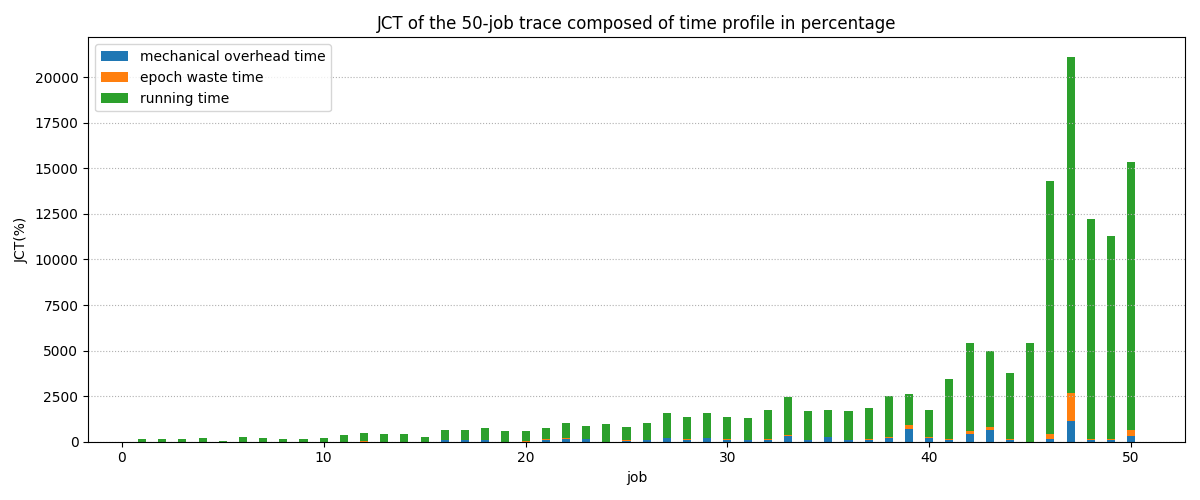 JCT of the 50-job trace composed of time profile in percentage
mechanical overhead time
epoch waste time
running time
JCT(%)
20000
17500
15000
12500
10000
7500
5000
2500
0
0 10 20 30 40 50
job